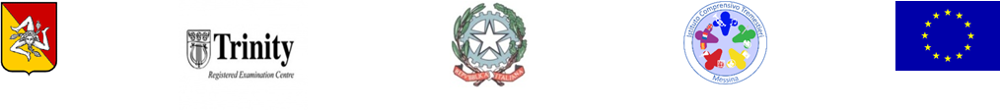 Trinity
Registered Examination Centre
REPVBBLICA ITALIANA
Istituto Comprensivo Tremestieri
Messina